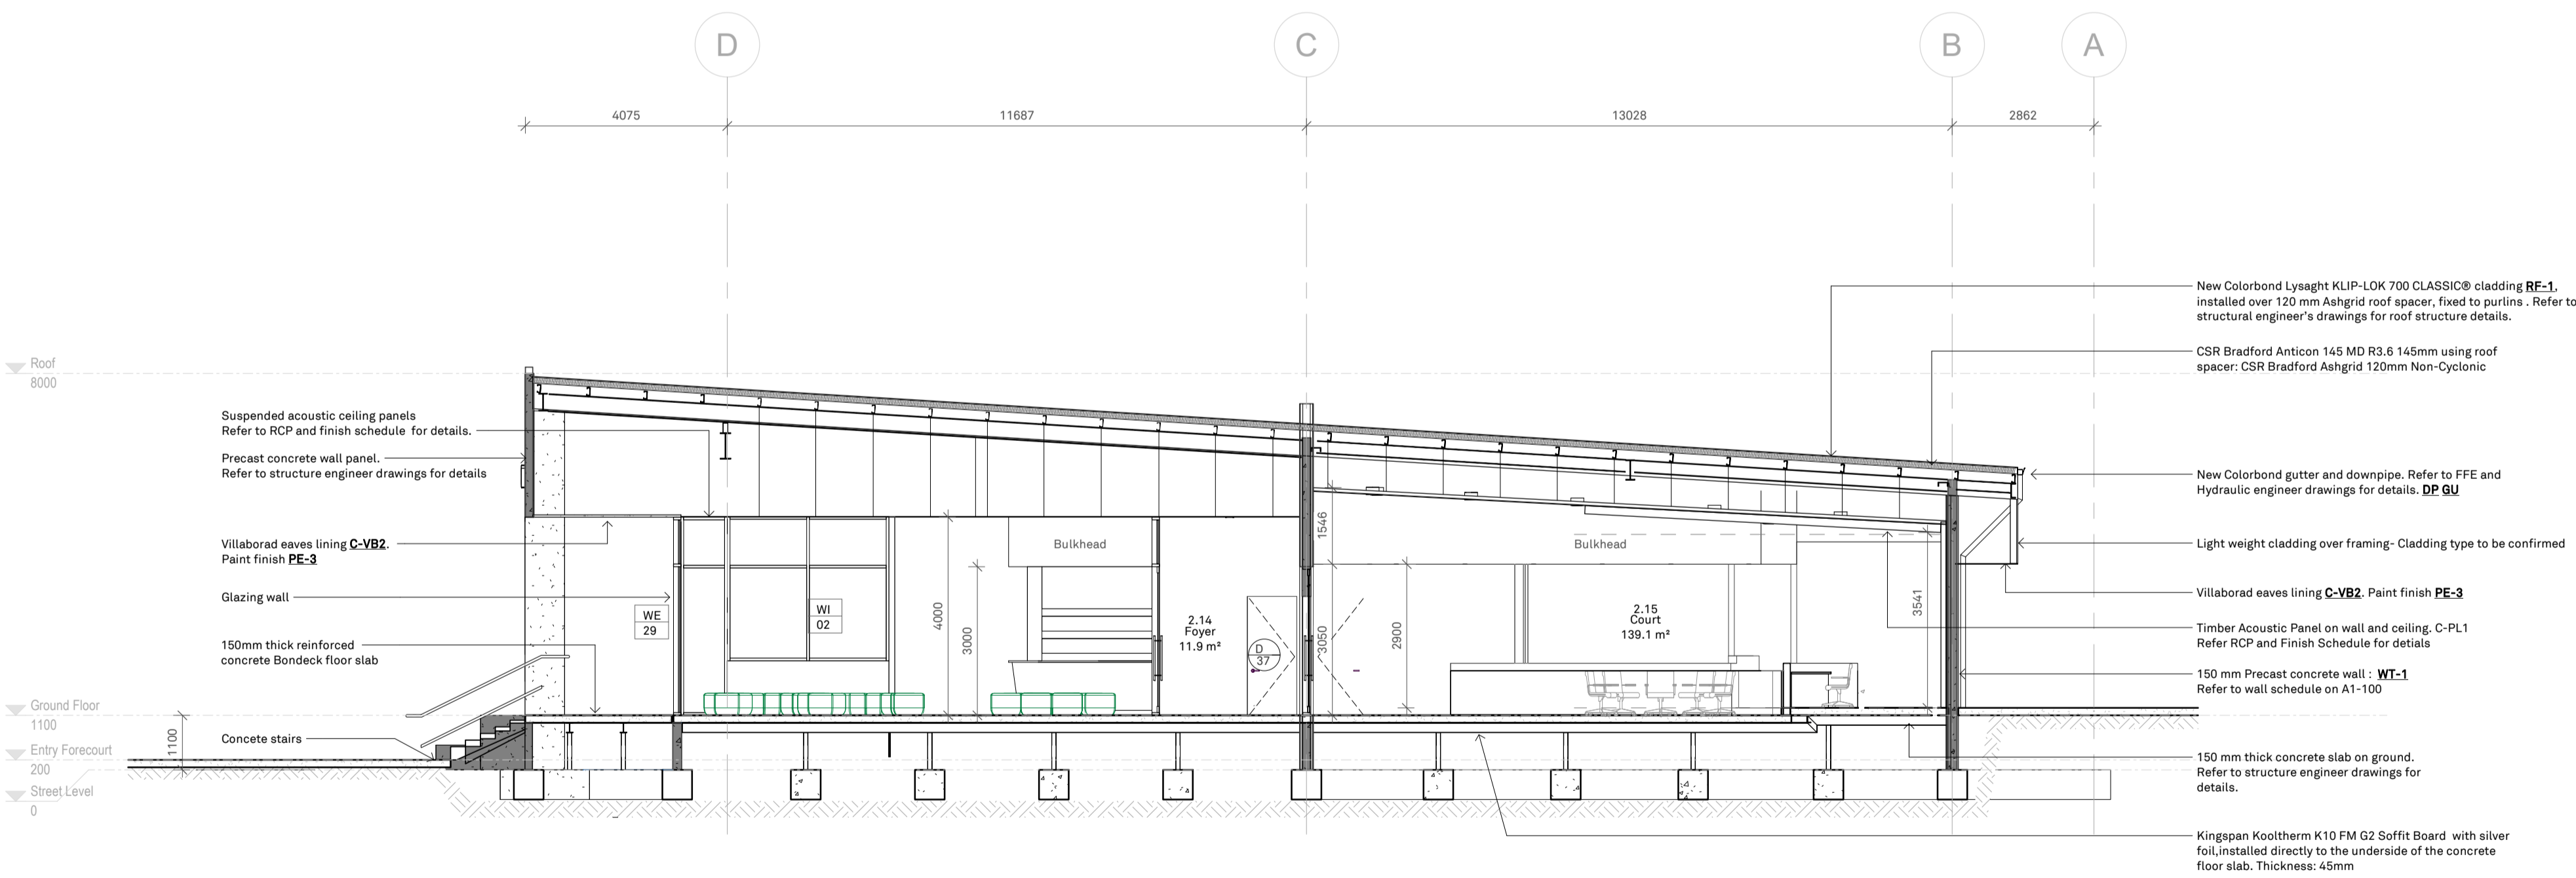 D
C
B
A
4075
11687
13028
2862
New Colorbond Lysaght KLIP-LOK 700 CLASSIC® cladding RF-1,
installed over 120 mm Ashgrid roof spacer, fixed to purlins . Refer to
structural engineer's drawings for roof structure details.
CSR Bradford Anticon 145 MD R3.6 145mm using roof
spacer: CSR Bradford Ashgrid 120mm Non-Cyclonic
Roof
8000
Suspended acoustic ceiling panels
Refer to RCP and finish schedule for details.
Precast concrete wall panel.
Refer to structure engineer drawings for details
New Colorbond gutter and downpipe. Refer to FFE and
Hydraulic engineer drawings for details. DP GU
Villaborad eaves lining C-VB2.
Paint finish PE-3
Bulkhead
1546
Bulkhead
Light weight cladding over framing- Cladding type to be confirmed
Glazing wall
Villaborad eaves lining C-VB2. Paint finish PE-3
WE
29
WI
02
4000
3000
2.14
Foyer
11.9 m²
D
37
3050
2900
2.15
Court
139.1 m²
3541
Timber Acoustic Panel on wall and ceiling. C-PL1
Refer RCP and Finish Schedule for detials
150mm thick reinforced
concrete Bondeck floor slab
150 mm Precast concrete wall : WT-1
Refer to wall schedule on A1-100
Ground Floor
1100
1100
Concete stairs
Entry Forecourt
200
Street Level
0
150 mm thick concrete slab on ground.
Refer to structure engineer drawings for
details.
Kingspan Kooltherm K10 FM G2 Soffit Board with silver
foil,installed directly to the underside of the concrete
floor slab. Thickness: 45mm